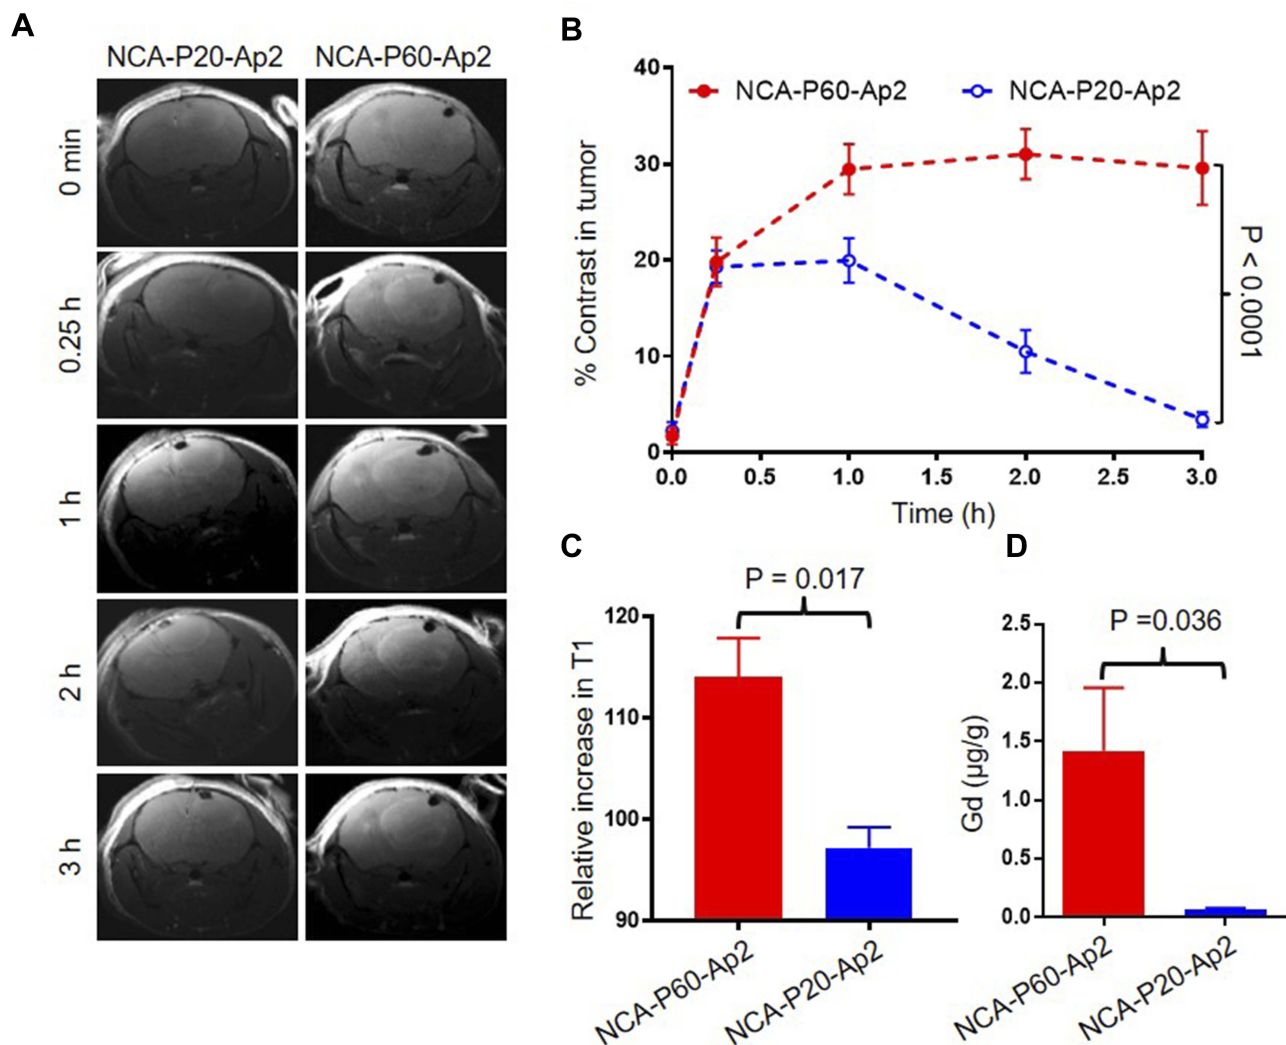 A
NCA-P20-Ap2 NCA-P60-Ap2
0 min
0.25 h
1 h
2 h
3 h
B
NCA-P60-Ap2 NCA-P20-Ap2
% Contrast in tumor
40
30
20
10
0
0.0 0.5 1.0 1.5 2.0 2.5 3.0
Time (h)
P < 0.0001
C
P = 0.017
Relative increase in T1
120
110
100
90
NCA-P60-Ap2
NCA-P20-Ap2
D
P =0.036
Gd (µg/g)
2.5
2.0
1.5
1.0
0.5
0.0
NCA-P60-Ap2
NCA-P20-Ap2